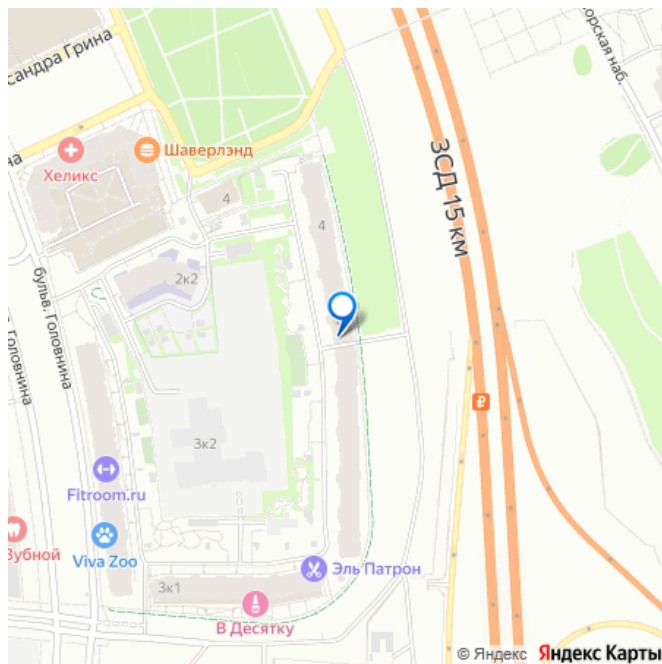 сандра Грина
орская наб.
на
Шаверлэнд
Хеликс
ЗСД 15 км
4
4
2к2
бульв. Головнина
Головнина
₽
3к2
Fitroom.ru
Зубной
Viva Zoo
Эль Патрон
3к1
В Десятку
© Яндекс Яндекс Карты